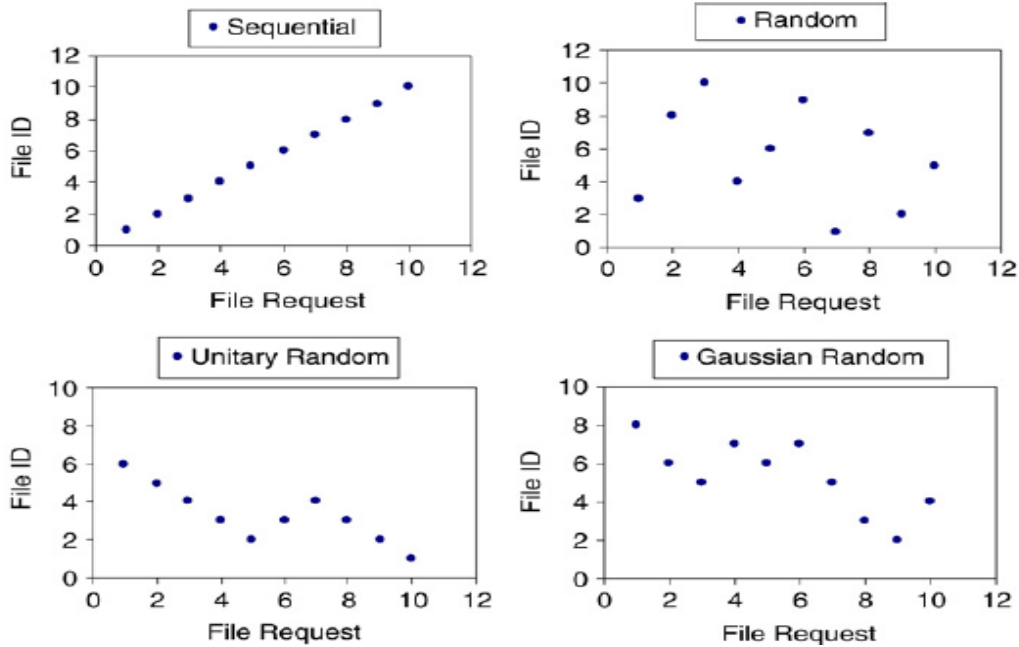 Sequential
12
10
8
6
4
2
0
File ID
0 2 4 6 8 10 12
File Request
Random
12
10
8
6
4
2
0
File ID
0 2 4 6 8 10 12
File Request
Unitary Random
10
8
6
4
2
0
File ID
0 2 4 6 8 10 12
File Request
Gaussian Random
10
8
6
4
2
0
File ID
0 2 4 6 8 10 12
File Request